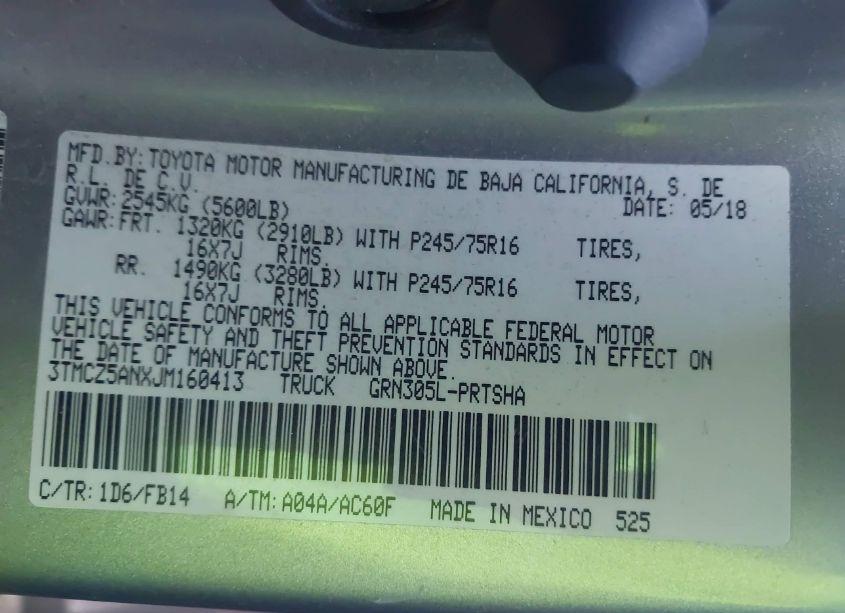 MFD.BY:TOYOTA MOTOR MANUFACTURING DE BAJA CALIFORNIA, S. DE
R.L. DE C.V. DATE: 05/18
GVWR:2545KG (5600LB)
GAWR:FRT. 1320KG (2910LB) WITH P245/75R16 TIRES,
16X7J RIMS.
RR. 1490KG (3280LB) WITH P245/75R16 TIRES,
16X7J RIMS.
THIS VEHICLE CONFORMS TO ALL APPLICABLE FEDERAL MOTOR
VEHICLE SAFETY AND THEFT PREVENTION STANDARDS IN EFFECT ON
THE DATE OF MANUFACTURE SHOWN ABOVE.
3TMCZ5ANXJM160413 TRUCK GRN305L-PRTSHA
C/TR:1D6/FB14 A/TM:A04A/AC60F MADE IN MEXICO 525